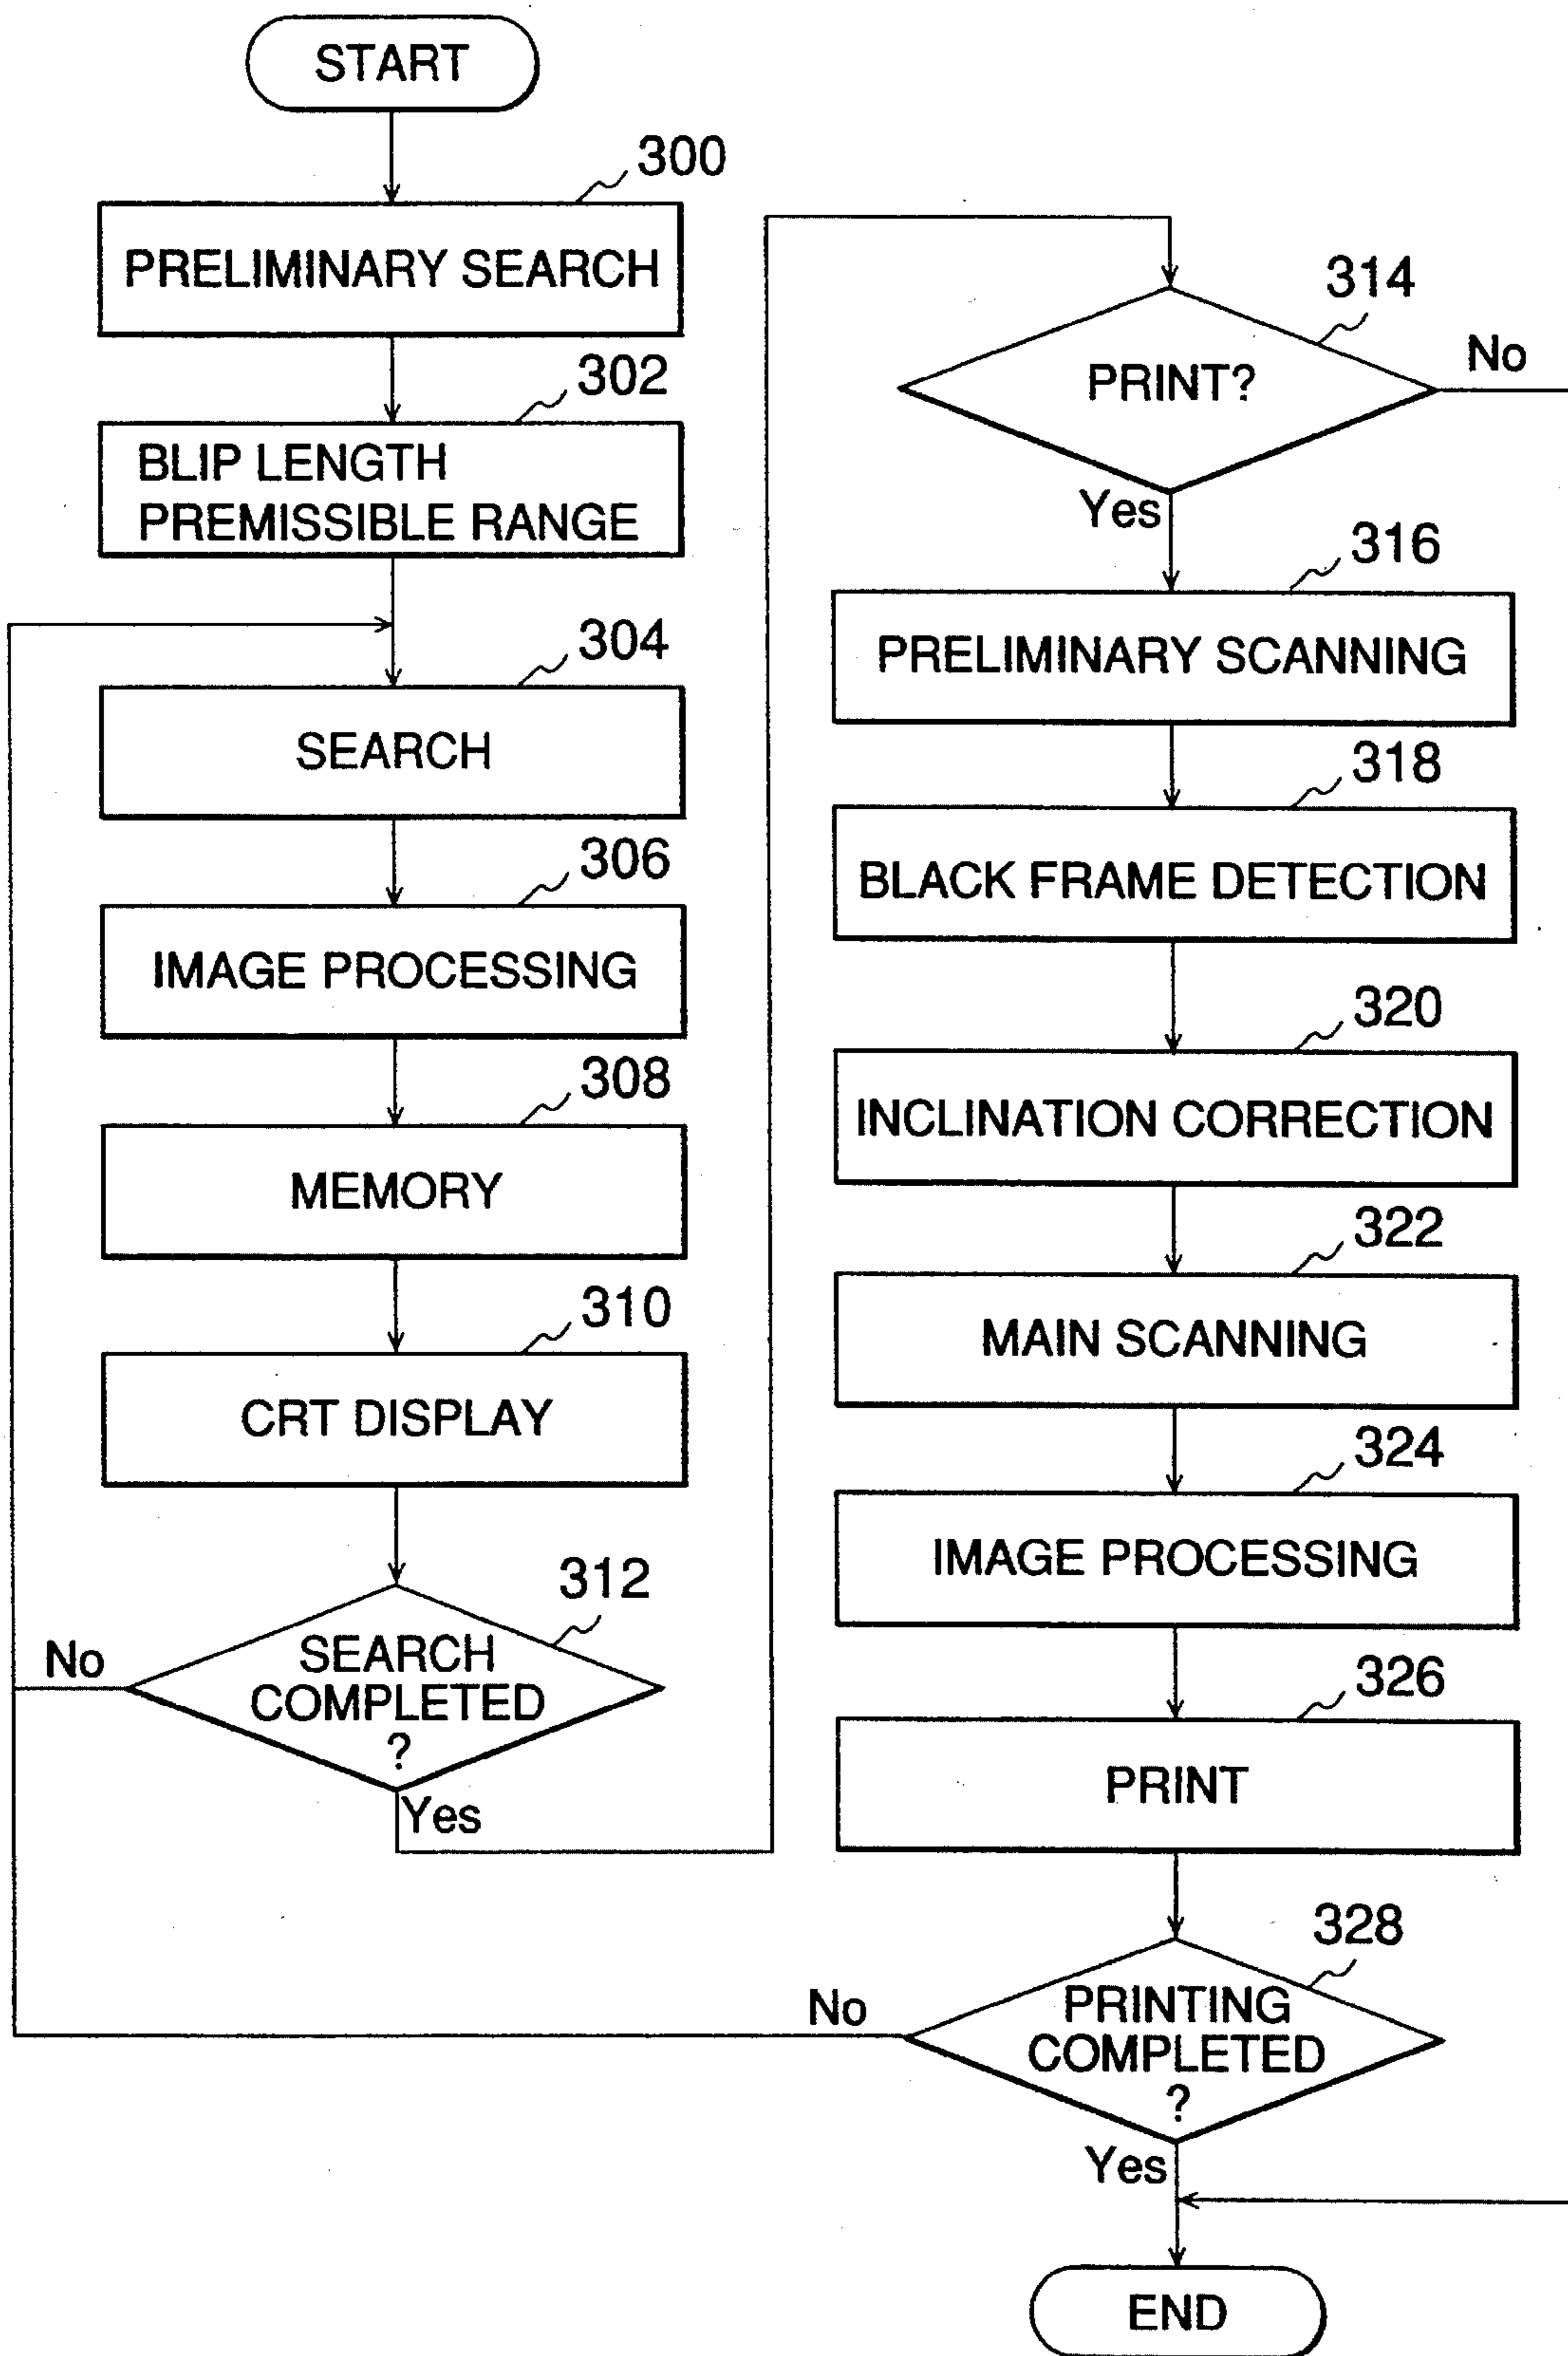 START
300
PRELIMINARY SEARCH
302
BLIP LENGTH
PREMISSIBLE RANGE
304
SEARCH
306
IMAGE PROCESSING
308
MEMORY
310
CRT DISPLAY
312
SEARCH
COMPLETED
?
No
Yes
314
PRINT?
No
Yes
316
PRELIMINARY SCANNING
318
BLACK FRAME DETECTION
320
INCLINATION CORRECTION
322
MAIN SCANNING
324
IMAGE PROCESSING
326
PRINT
328
PRINTING
COMPLETED
?
No
Yes
END